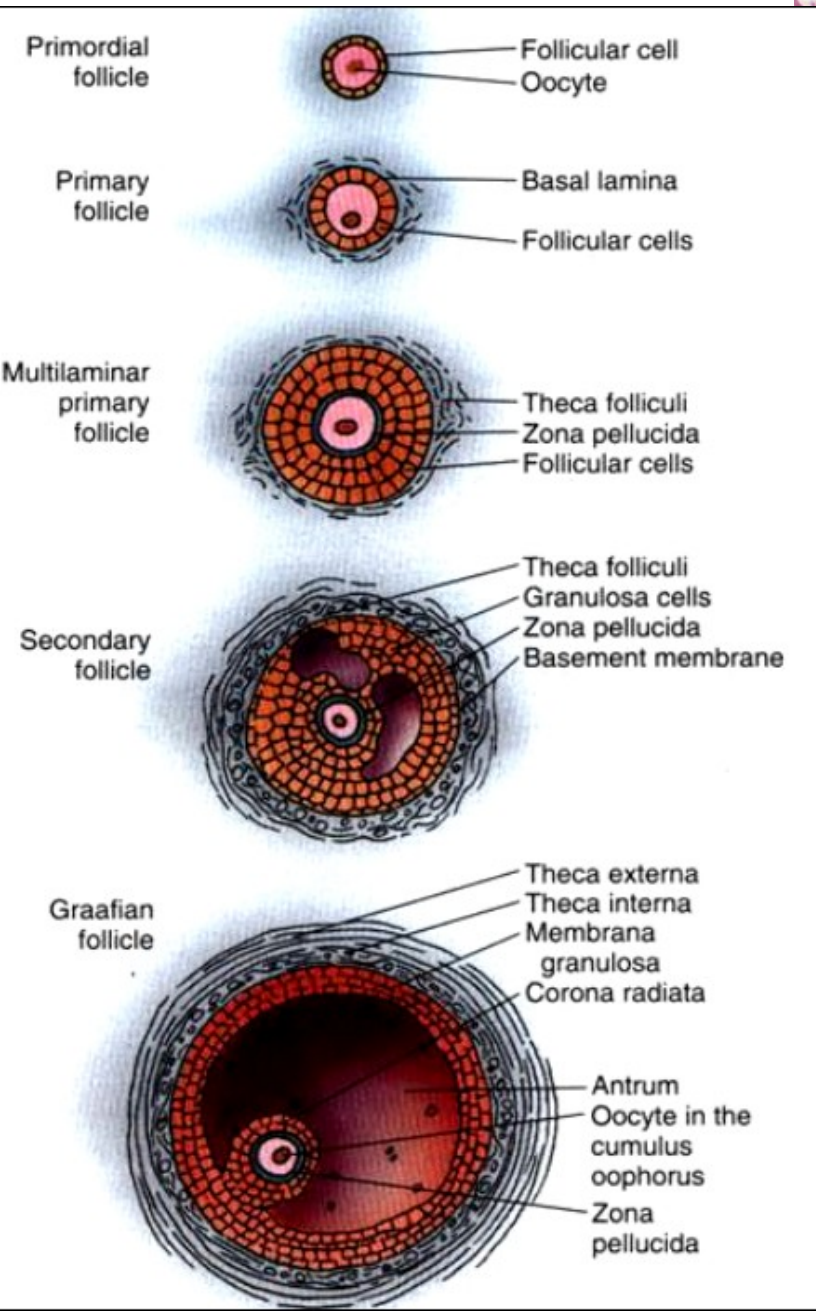 Primordial
follicle
Follicular cell
Oocyte
Primary
follicle
Basal lamina
Follicular cells
Multilaminar
primary
follicle
Theca folliculi
Zona pellucida
Follicular cells
Secondary
follicle
Theca folliculi
Granulosa cells
Zona pellucida
Basement membrane
Graafian
follicle
Theca externa
Theca interna
Membrana
granulosa
Corona radiata
Antrum
Oocyte in the
cumulus
oophorus
Zona
pellucida